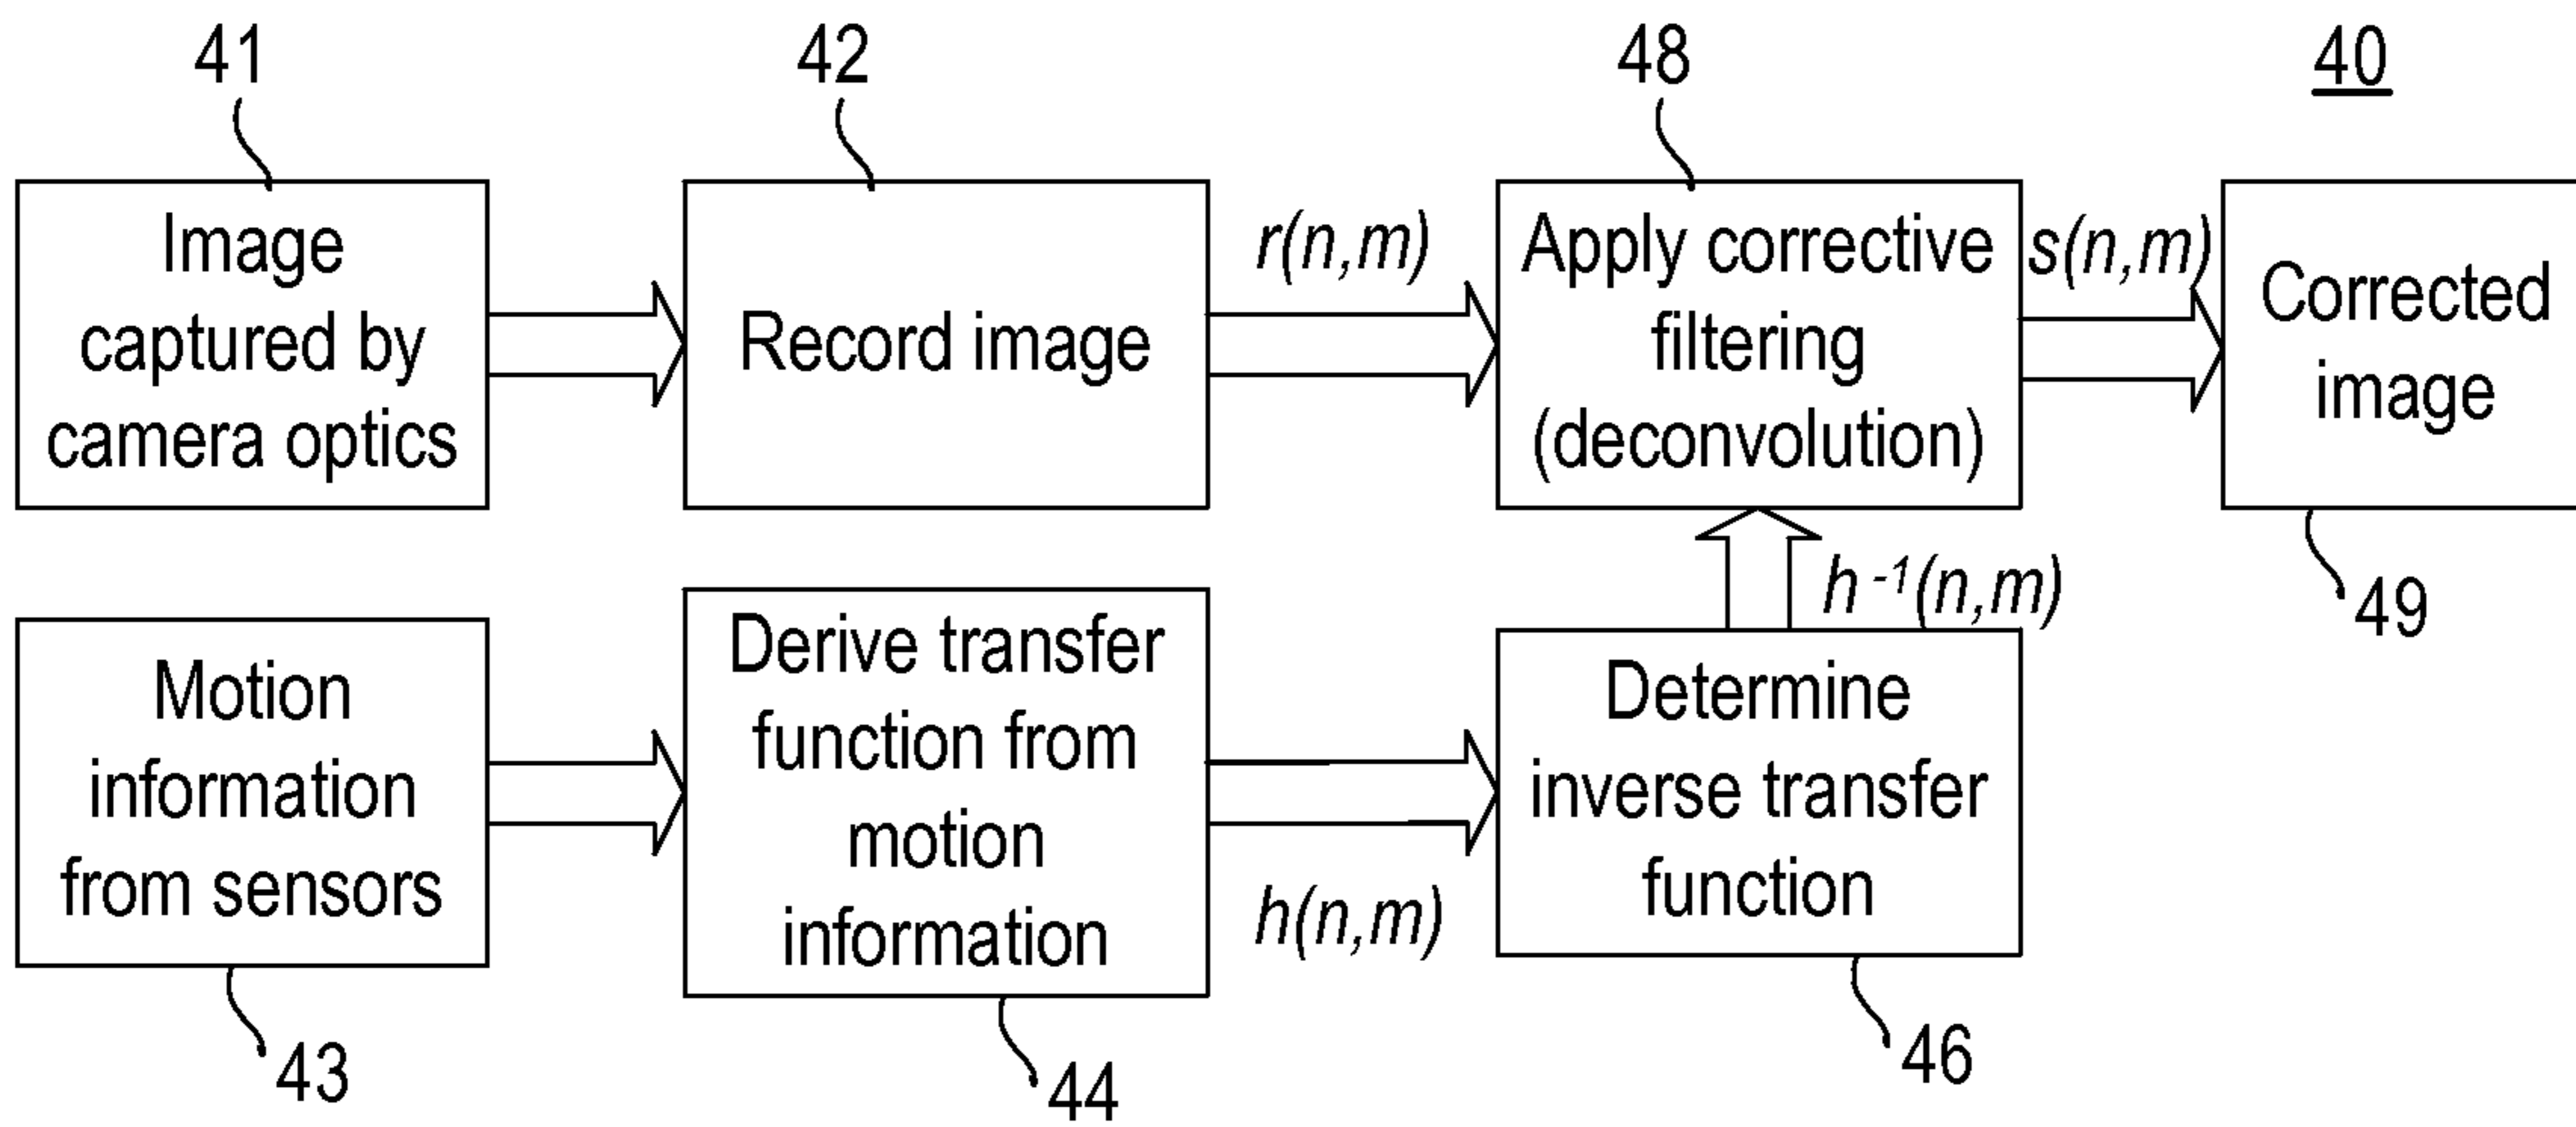 41
42
48
40
Image
captured by
camera optics
Record image
r(n,m)
Apply corrective
filtering
(deconvolution)
s(n,m)
Corrected
image
49
Motion
information
from sensors
43
Derive transfer
function from
motion
information
44
h(n,m)
Determine
inverse transfer
function
46
h⁻¹(n,m)